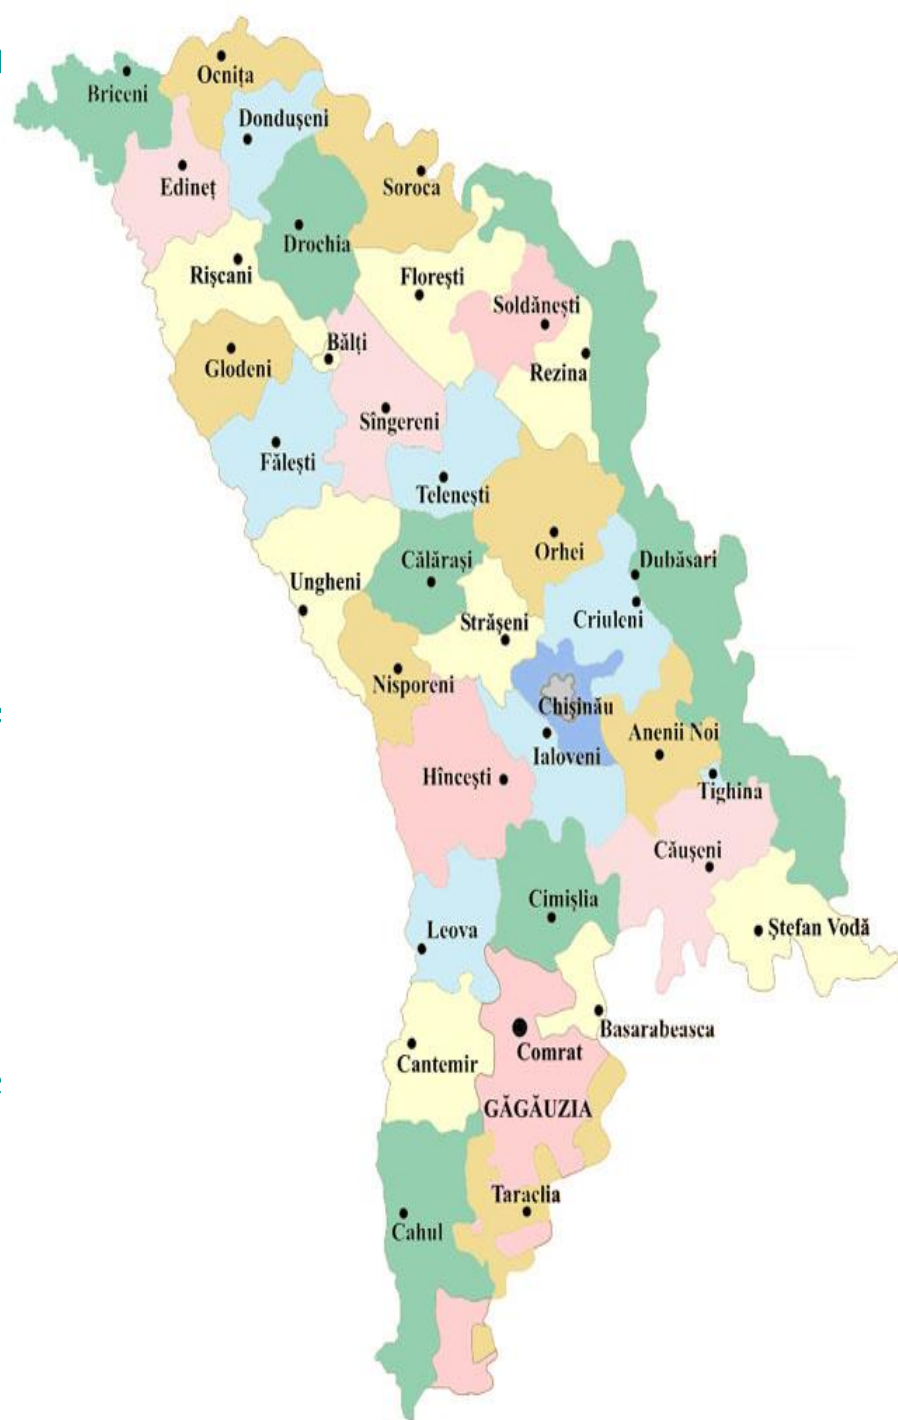 Ocnița
Briceni
Dondușeni
Edineț
Soroca
Drochia
Rișcani
Florești
Soldănești
Bălți
Glodeni
Rezina
Sîngereni
Fălești
Telenești
Orhei
Călărași
Dubăsari
Ungheni
Strășeni
Criuleni
Nisporeni
Chișinău
Anenii Noi
Ialoveni
Hîncești
Tighina
Căușeni
Cimișlia
Leova
Ștefan Vodă
Basarabeasca
Comrat
Cantemir
GĂGĂUZIA
Taraclia
Cahul